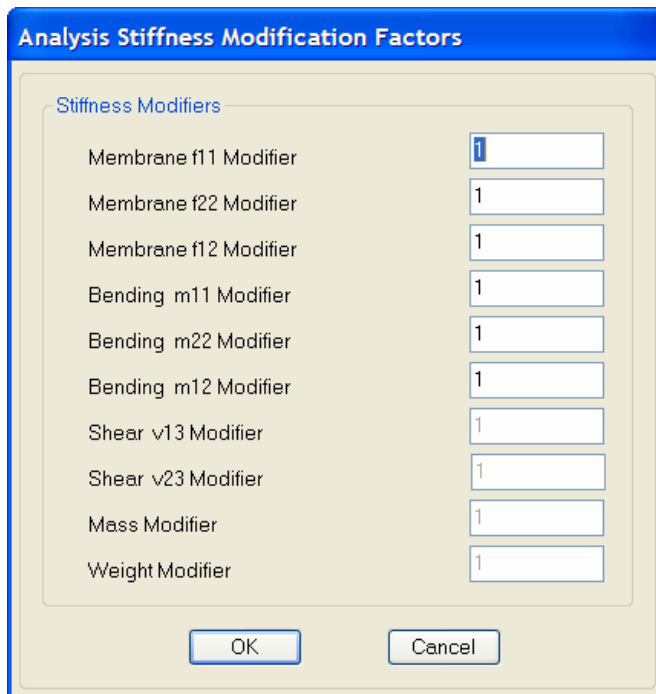 Analysis Stiffness Modification Factors
Stiffness Modifiers
Membrane f11 Modifier 1
Membrane f22 Modifier 1
Membrane f12 Modifier 1
Bending m11 Modifier 1
Bending m22 Modifier 1
Bending m12 Modifier 1
Shear v13 Modifier 1
Shear v23 Modifier 1
Mass Modifier 1
Weight Modifier 1
OK Cancel